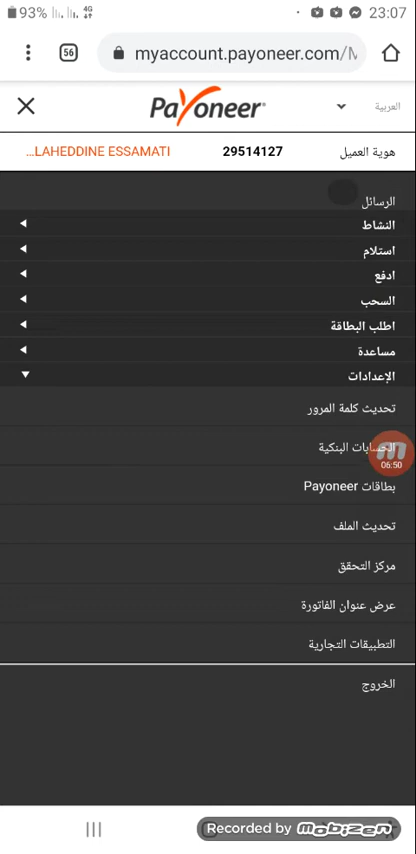 93% 4G 23:07
56 myaccount.payoneer.com/M
Payoneer
العربية
هوية العميل 29514127 ...LAHEDDINE ESSAMATI
الرسائل
النشاط
استلام
ادفع
السحب
اطلب البطاقة
مساعدة
الإعدادات
تحديث كلمة المرور
الحسابات البنكية
06:50
بطاقات Payoneer
تحديث الملف
مركز التحقق
عرض عنوان الفاتورة
التطبيقات التجارية
الخروج
Recorded by MOBIZEN